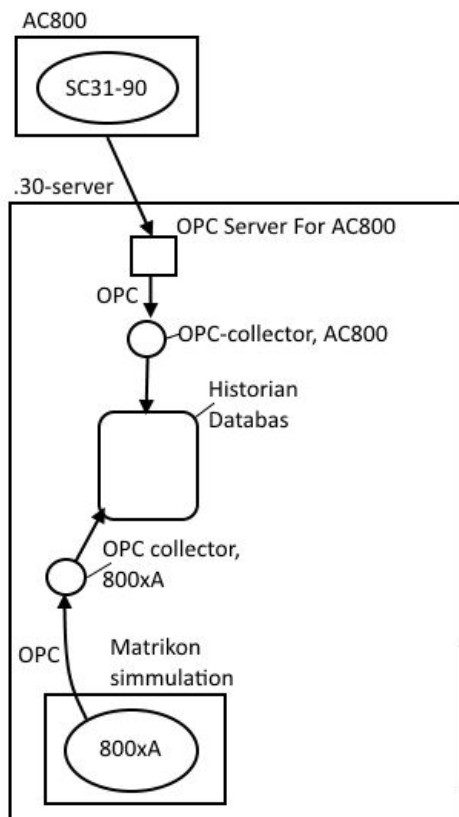 AC800
SC31-90
.30-server
OPC Server For AC800
OPC
OPC-collector, AC800
Historian
Databas
OPC collector,
800xA
OPC
Matrikon
simmulation
800xA